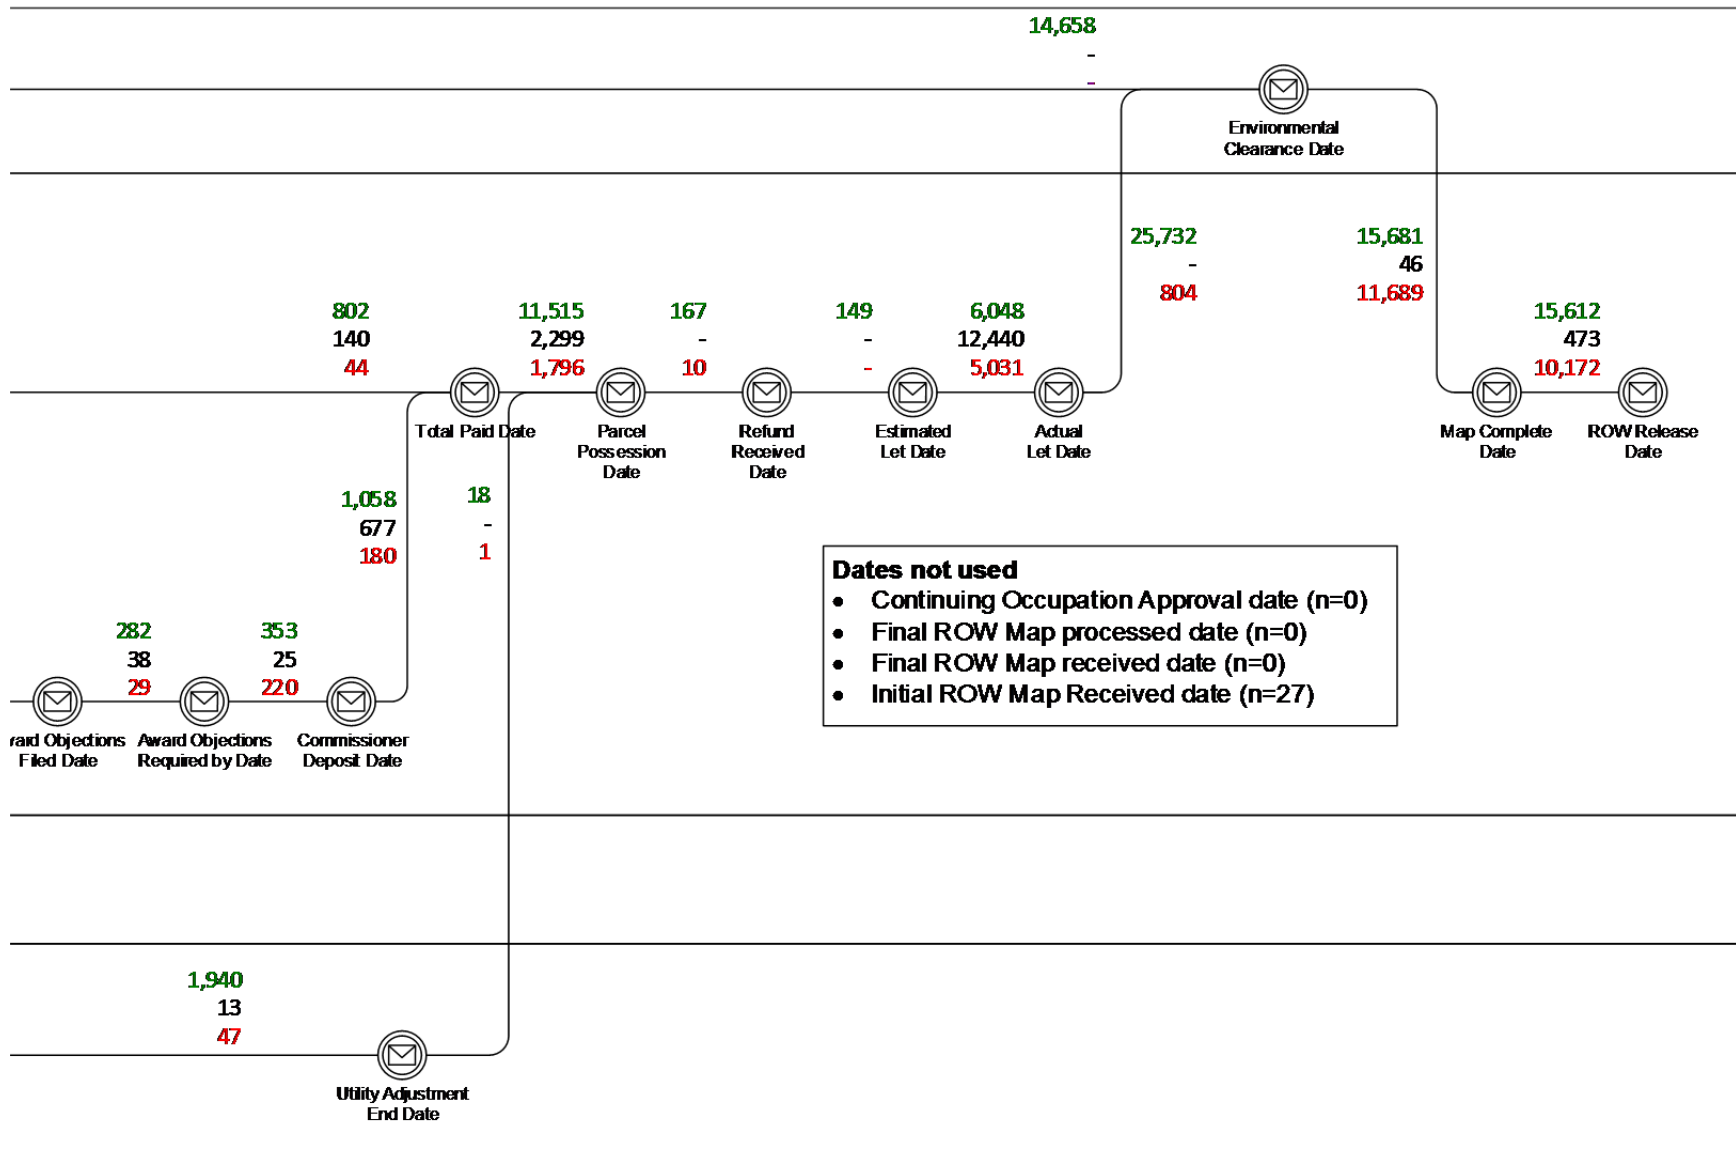 14,658
-
-
Environmental
Clearance Date
25,732
-
804
15,681
46
11,689
802
140
44
11,515
2,299
1,796
167
-
10
149
-
-
6,048
12,440
5,031
15,612
473
10,172
Total Paid Date
Parcel
Possession
Date
Refund
Received
Date
Estimated
Let Date
Actual
Let Date
Map Complete
Date
ROW Release
Date
1,058
677
180
18
-
1
Dates not used
• Continuing Occupation Approval date (n=0)
• Final ROW Map processed date (n=0)
• Final ROW Map received date (n=0)
• Initial ROW Map Received date (n=27)
282
38
29
353
25
220
ward Objections
Filed Date
Award Objections
Required by Date
Commissioner
Deposit Date
1,940
13
47
Utility Adjustment
End Date